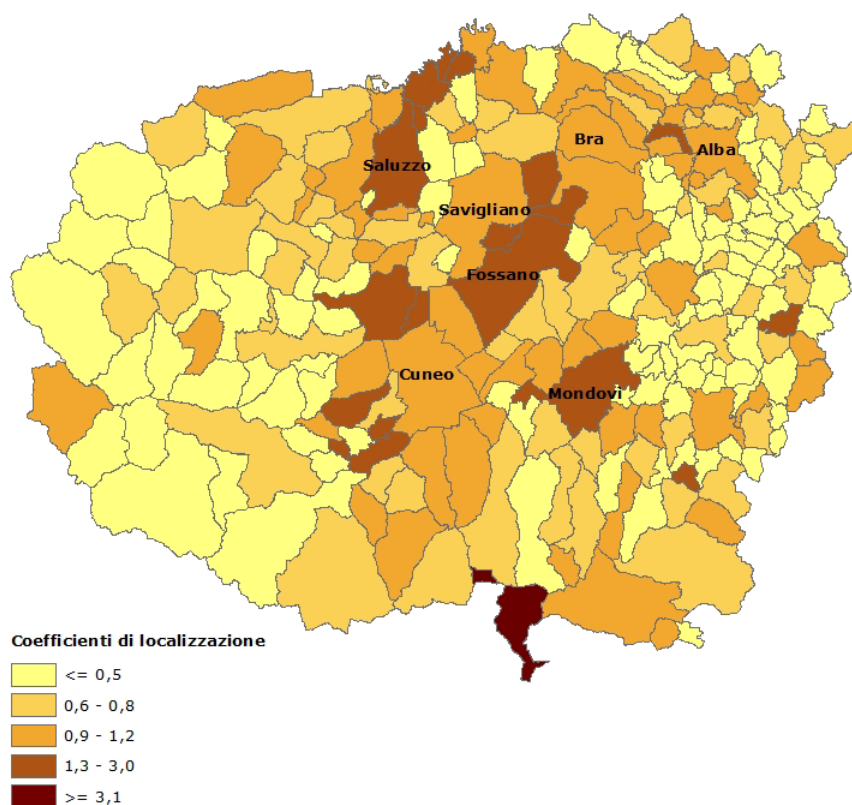 Bra
Alba
Saluzzo
Savigliano
Fossano
Cuneo
Mondovì
Coefficienti di localizzazione
<= 0,5
0,6 - 0,8
0,9 - 1,2
1,3 - 3,0
>= 3,1